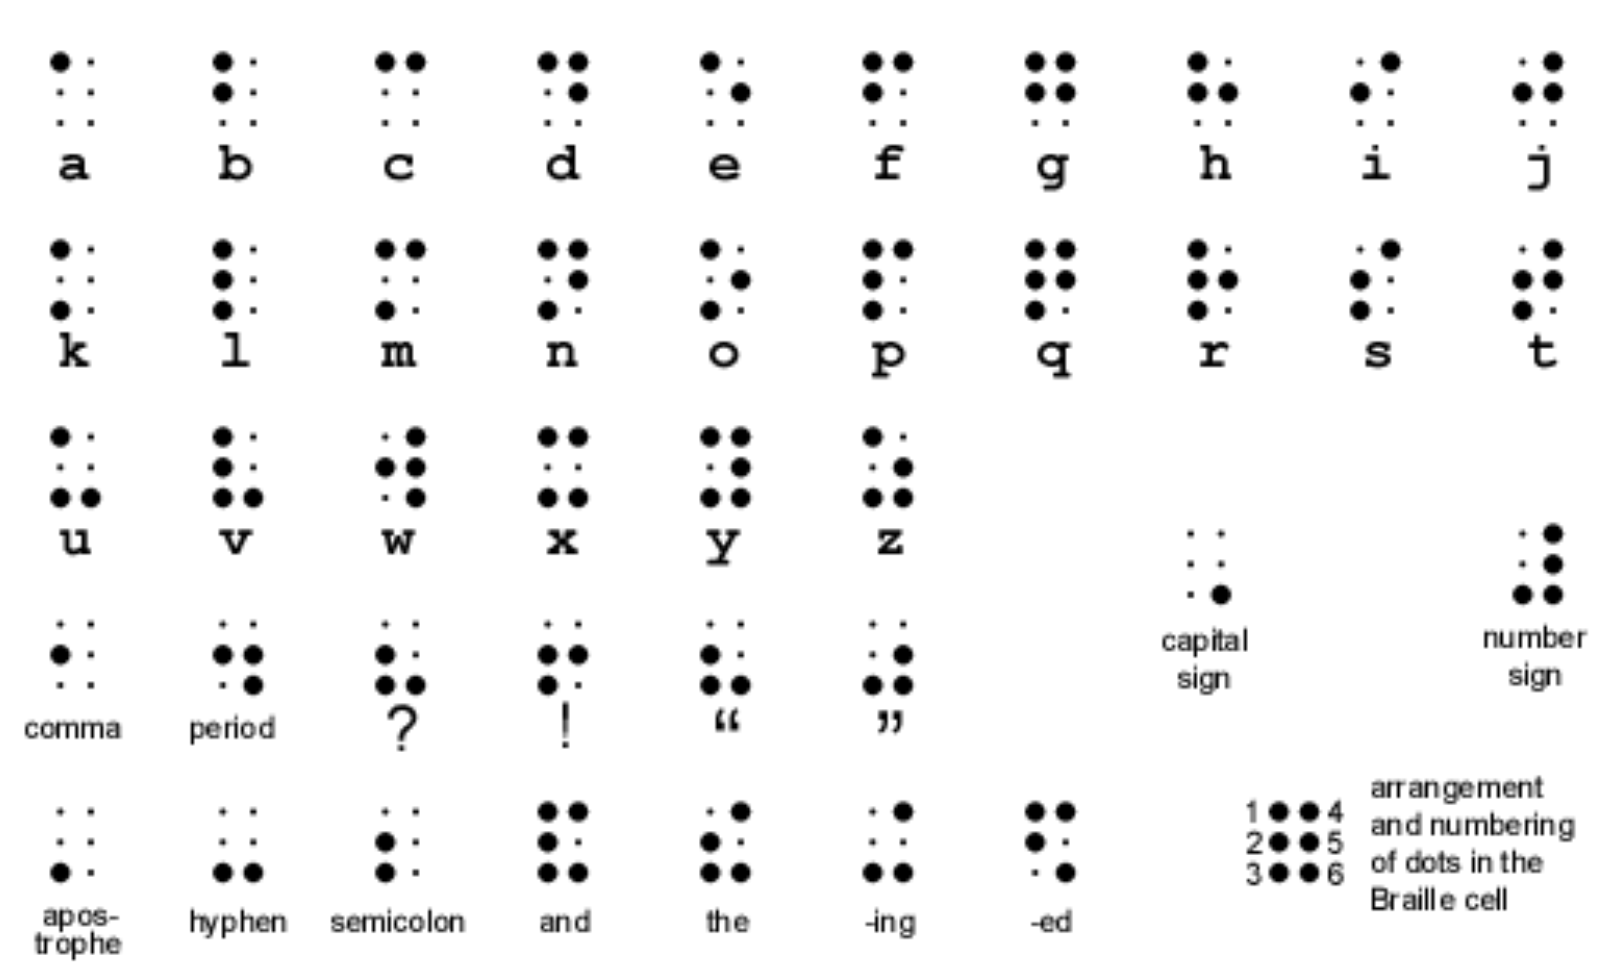 a b c d e f g h i j
k l m n o p q r s t
u v w x y z
capital sign
number sign
comma period ? ! “ ”
1 4
2 5
3 6
arrangement
and numbering
of dots in the
Braille cell
apos-
trophe
hyphen semicolon and the -ing -ed